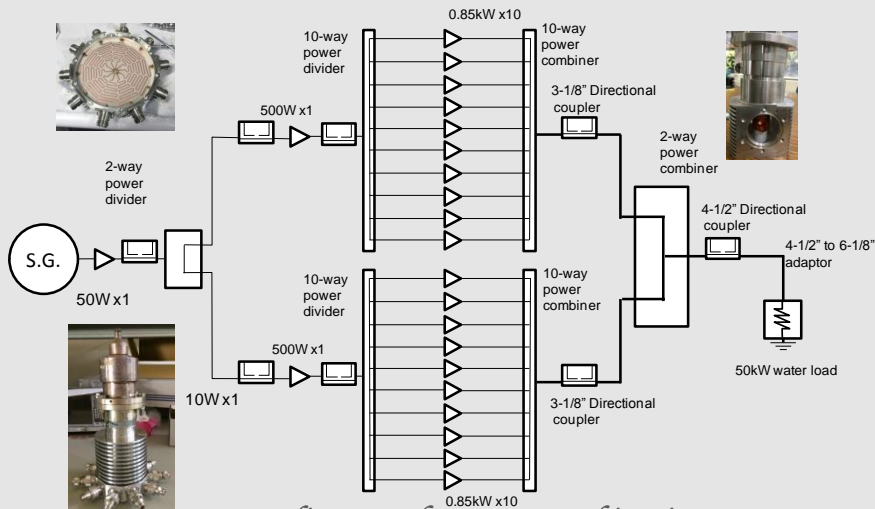 0.85kW x10
10-way
power
divider
10-way
power
combiner
3-1/8” Directional
coupler
500W x1
2-way
power
divider
2-way
power
combiner
4-1/2” Directional
coupler
4-1/2” to 6-1/8”
adaptor
S.G.
50W x1
10-way
power
divider
10-way
power
combiner
500W x1
50kW water load
10W x1
3-1/8” Directional
coupler
0.85kW x10